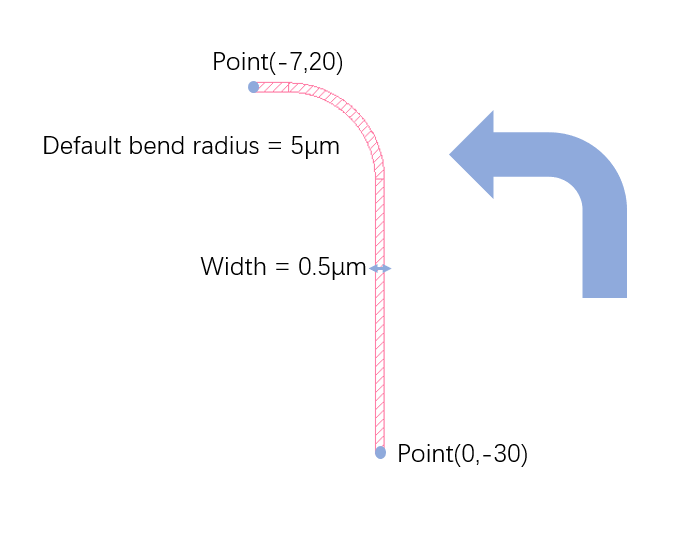 Point(-7,20)
Default bend radius = 5μm
Width = 0.5μm
Point(0,-30)